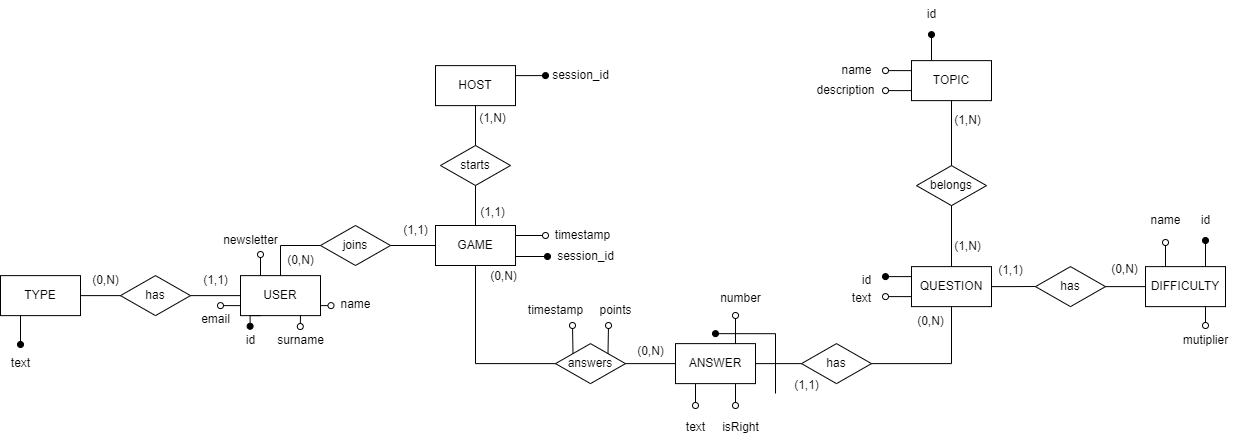 id
name
description
TOPIC
HOST
session_id
(1,N)
(1,N)
starts
belongs
(1,1)
(1,N)
newsletter
joins
(0,N)
(1,1)
GAME
timestamp
session_id
(0,N)
name
id
TYPE
(0,N)
has
(1,1)
USER
name
email
id
surname
text
id
text
QUESTION
(1,1)
has
(0,N)
DIFFICULTY
mutiplier
(0,N)
timestamp
points
number
answers
(0,N)
ANSWER
has
(1,1)
text
isRight